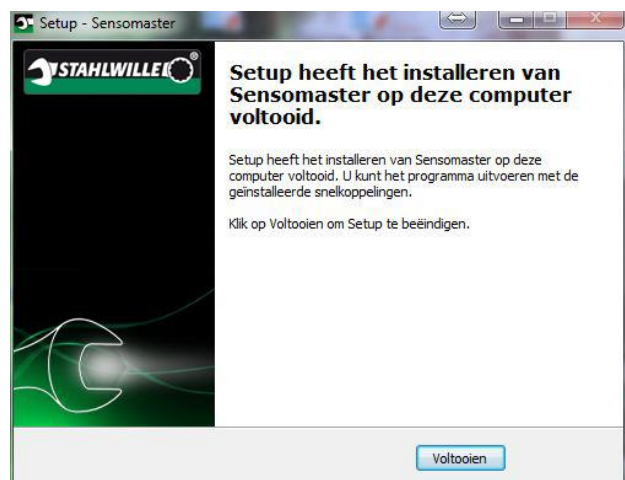 Setup - Sensomaster
STAHLWILLE
Setup heeft het installeren van
Sensomaster op deze computer
voltooid.
Setup heeft het installeren van Sensomaster op deze
computer voltooid. U kunt het programma uitvoeren met de
geïnstalleerde snelkoppelingen.
Klik op Voltooien om Setup te beëindigen.
Voltooien